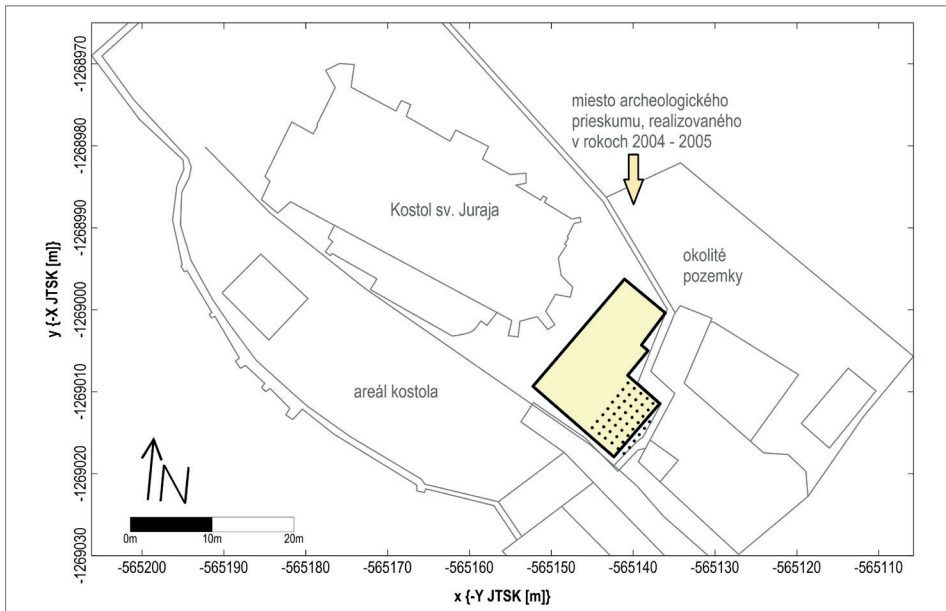 miesto archeologického
prieskumu, realizovaného
v rokoch 2004 - 2005
Kostol sv. Juraja
okolité
pozemky
areál kostola
N
0m 10m 20m
y {-X JTSK [m]}
-1268970
-1268980
-1268990
-1269000
-1269010
-1269020
-1269030
-565200 -565190 -565180 -565170 -565160 -565150 -565140 -565130 -565120 -565110
x {-Y JTSK [m]}